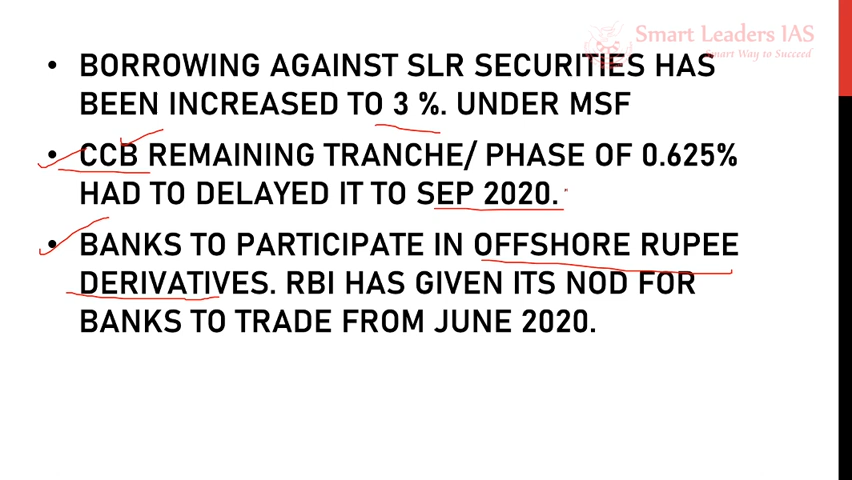 Smart Leaders IAS
Smart Way to Succeed
• BORROWING AGAINST SLR SECURITIES HAS
BEEN INCREASED TO 3 %. UNDER MSF
• CCB REMAINING TRANCHE/ PHASE OF 0.625%
HAD TO DELAYED IT TO SEP 2020.
• BANKS TO PARTICIPATE IN OFFSHORE RUPEE
DERIVATIVES. RBI HAS GIVEN ITS NOD FOR
BANKS TO TRADE FROM JUNE 2020.